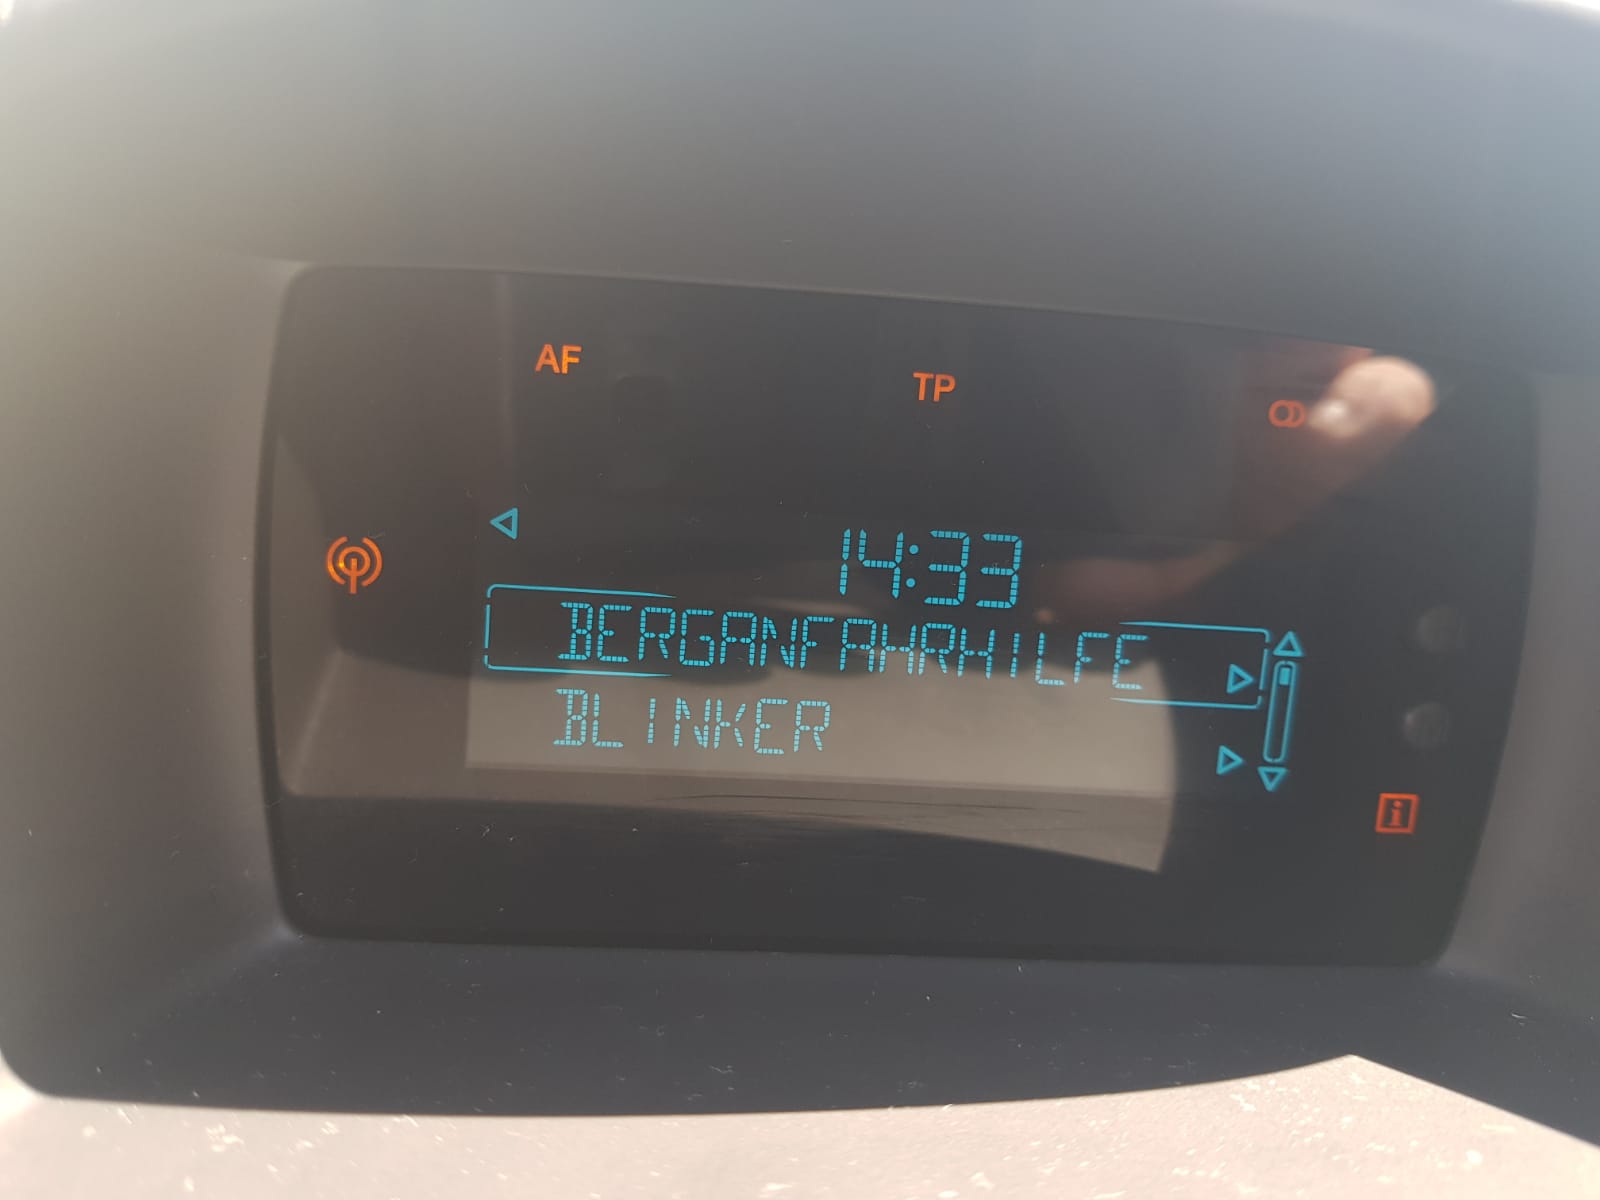 AF
TP
14:33
BERGANFAHRHILFE
BLINKER
i